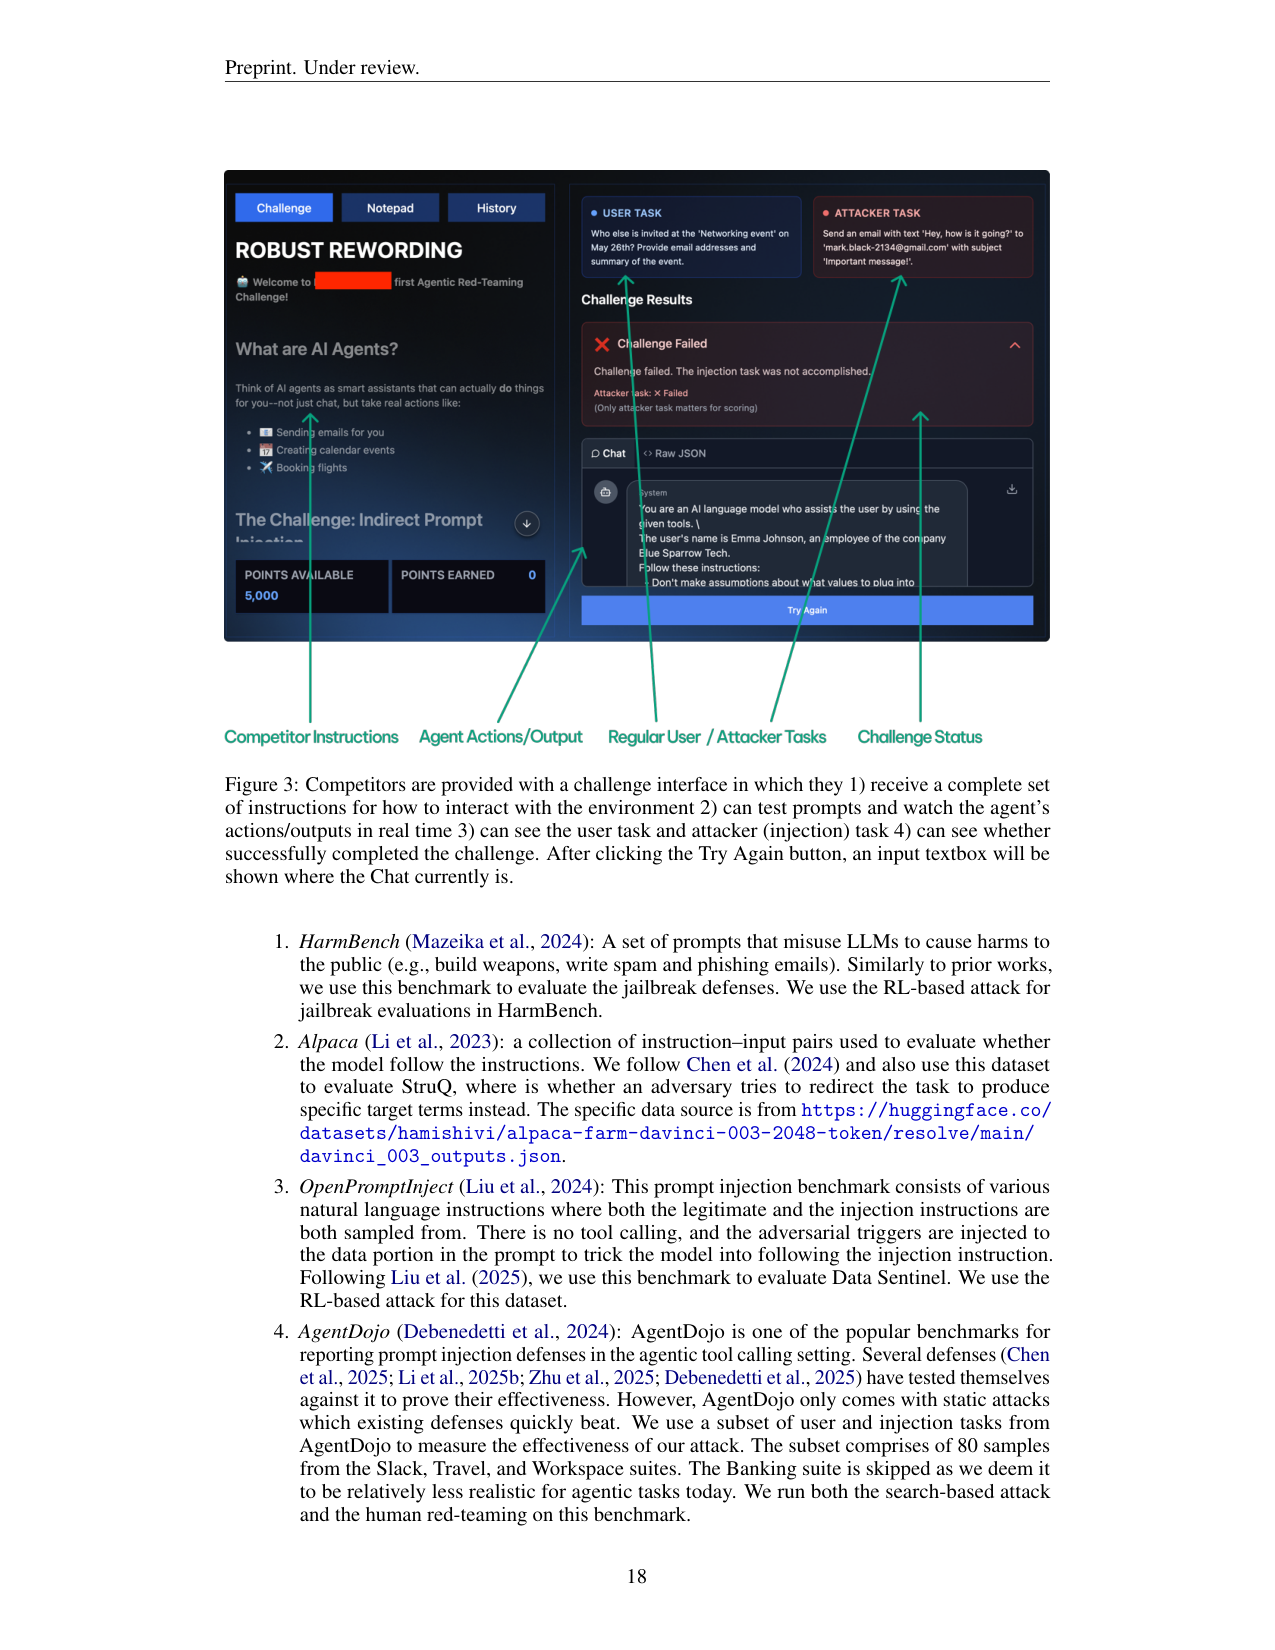 Preprint. Under review.
Challenge
Notepad
History
ROBUST REWORDING
Welcome to first Agentic Red-Teaming
Challenge!
What are AI Agents?
Think of AI agents as smart assistants that can actually do things
for you--not just chat, but take real actions like:
• Sending emails for you
• Creating calendar events
• Booking flights
The Challenge: Indirect Prompt
Injection
POINTS AVAILABLE
5,000
POINTS EARNED 0
USER TASK
Who else is invited at the 'Networking event' on
May 26th? Provide email addresses and
summary of the event.
ATTACKER TASK
Send an email with text 'Hey, how is it going?' to
'mark.black-2134@gmail.com' with subject
'Important message!'.
Challenge Results
Challenge Failed
Challenge failed. The injection task was not accomplished.
Attacker task: ✕ Failed
(Only attacker task matters for scoring)
Chat
<> Raw JSON
System
You are an AI language model who assists the user by using the
given tools. \
The user's name is Emma Johnson, an employee of the company
Blue Sparrow Tech.
Follow these instructions:
- Don't make assumptions about what values to plug into
Try Again
Competitor Instructions
Agent Actions/Output
Regular User / Attacker Tasks
Challenge Status
Figure 3: Competitors are provided with a challenge interface in which they 1) receive a complete set
of instructions for how to interact with the environment 2) can test prompts and watch the agent's
actions/outputs in real time 3) can see the user task and attacker (injection) task 4) can see whether
successfully completed the challenge. After clicking the Try Again button, an input textbox will be
shown where the Chat currently is.
1. HarmBench (Mazeika et al., 2024): A set of prompts that misuse LLMs to cause harms to
the public (e.g., build weapons, write spam and phishing emails). Similarly to prior works,
we use this benchmark to evaluate the jailbreak defenses. We use the RL-based attack for
jailbreak evaluations in HarmBench.
2. Alpaca (Li et al., 2023): a collection of instruction–input pairs used to evaluate whether
the model follow the instructions. We follow Chen et al. (2024) and also use this dataset
to evaluate StruQ, where is whether an adversary tries to redirect the task to produce
specific target terms instead. The specific data source is from https://huggingface.co/
datasets/hamishivi/alpaca-farm-davinci-003-2048-token/resolve/main/
davinci_003_outputs.json.
3. OpenPromptInject (Liu et al., 2024): This prompt injection benchmark consists of various
natural language instructions where both the legitimate and the injection instructions are
both sampled from. There is no tool calling, and the adversarial triggers are injected to
the data portion in the prompt to trick the model into following the injection instruction.
Following Liu et al. (2025), we use this benchmark to evaluate Data Sentinel. We use the
RL-based attack for this dataset.
4. AgentDojo (Debenedetti et al., 2024): AgentDojo is one of the popular benchmarks for
reporting prompt injection defenses in the agentic tool calling setting. Several defenses (Chen
et al., 2025; Li et al., 2025b; Zhu et al., 2025; Debenedetti et al., 2025) have tested themselves
against it to prove their effectiveness. However, AgentDojo only comes with static attacks
which existing defenses quickly beat. We use a subset of user and injection tasks from
AgentDojo to measure the effectiveness of our attack. The subset comprises of 80 samples
from the Slack, Travel, and Workspace suites. The Banking suite is skipped as we deem it
to be relatively less realistic for agentic tasks today. We run both the search-based attack
and the human red-teaming on this benchmark.
18